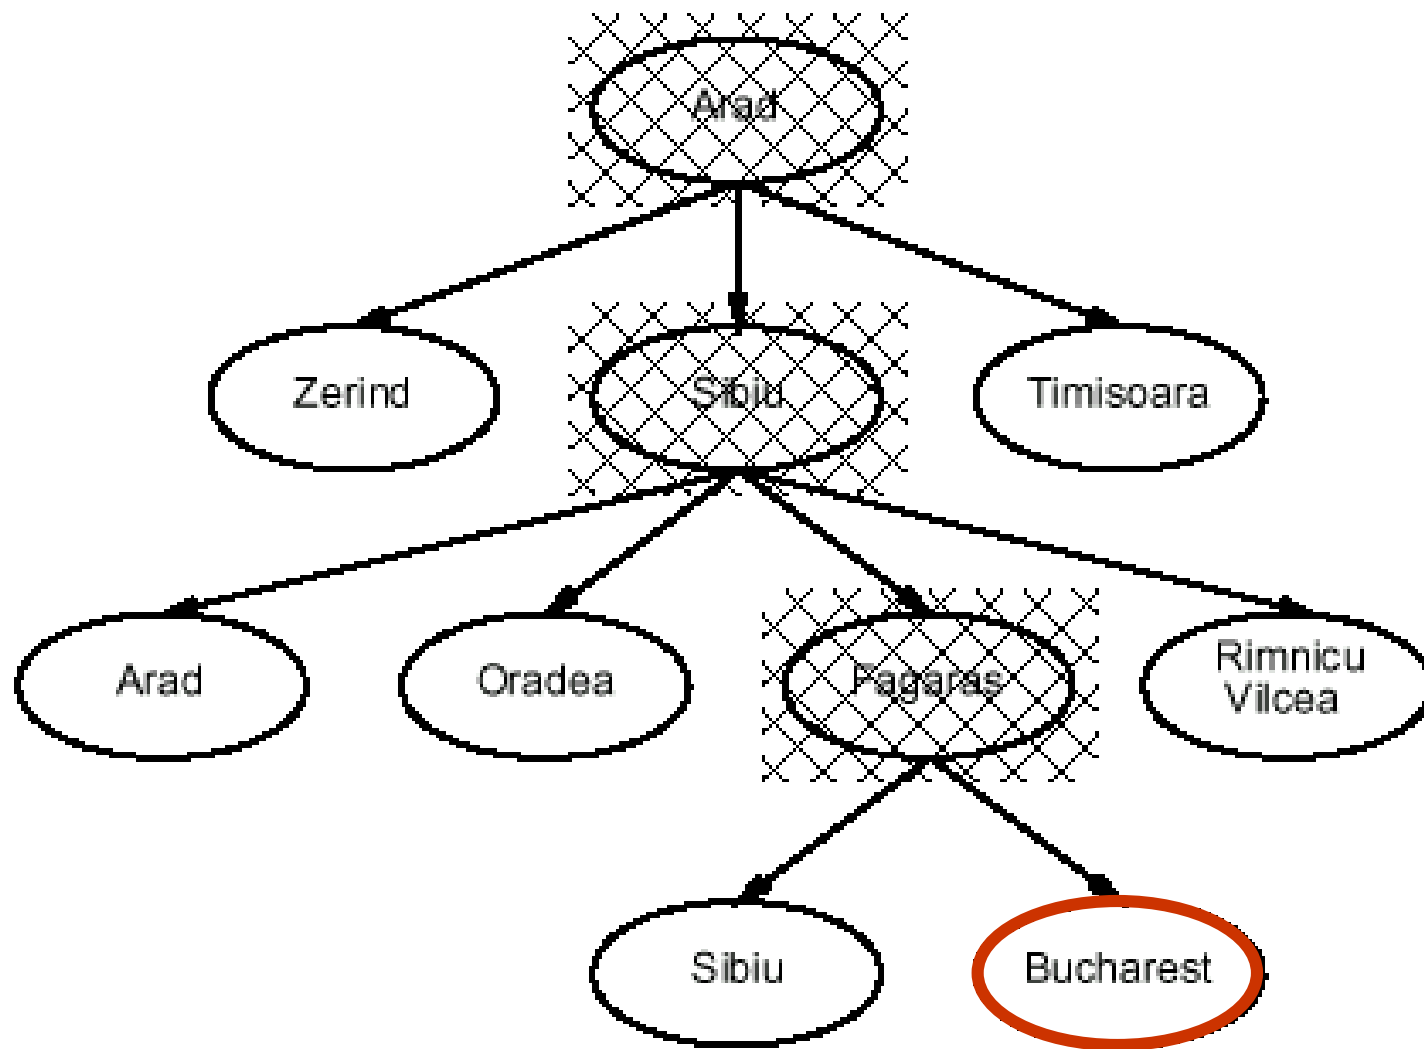 Arad
Zerind
Sibiu
Timisoara
Arad
Oradea
Fagaras
Rimnicu
Vilcea
Sibiu
Bucharest